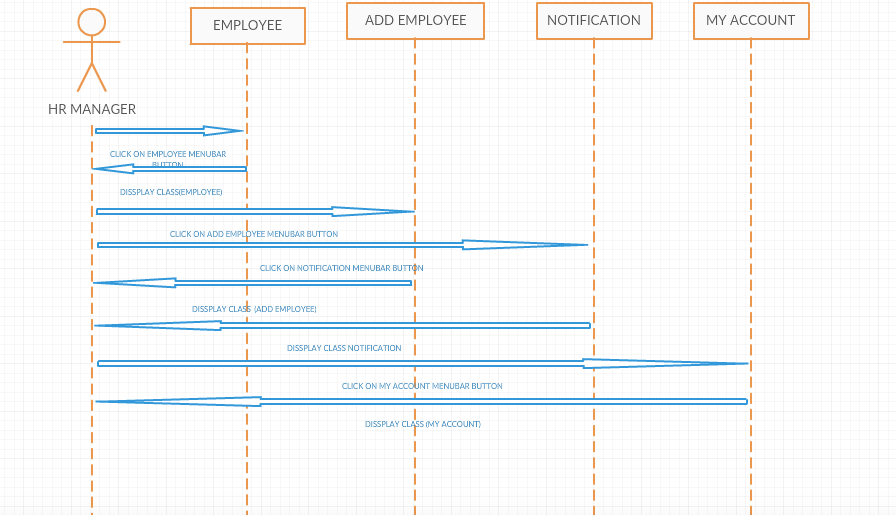 EMPLOYEE
ADD EMPLOYEE
NOTIFICATION
MY ACCOUNT
HR MANAGER
CLICK ON EMPLOYEE MENUBAR
BUTTON
DISSPLAY CLASS(EMPLOYEE)
CLICK ON ADD EMPLOYEE MENUBAR BUTTON
CLICK ON NOTIFICATION MENUBAR BUTTON
DISSPLAY CLASS (ADD EMPLOYEE)
DISSPLAY CLASS NOTIFICATION
CLICK ON MY ACCOUNT MENUBAR BUTTON
DISSPLAY CLASS (MY ACCOUNT)